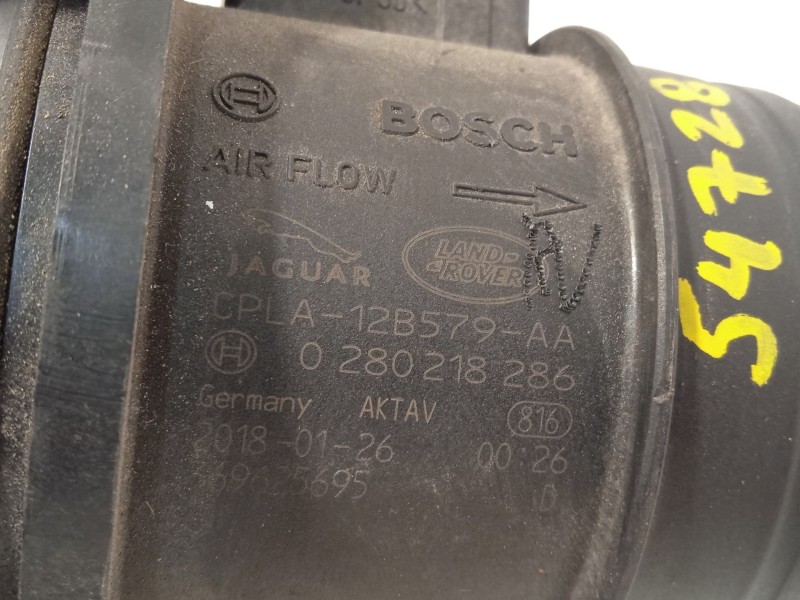 BOSCH
AIR FLOW
JAGUAR
LAND-
-ROVER
CPLA-12B579-AA
0 280 218 286
Germany AKTAV 816
2018-01-26 00:26
D
54728